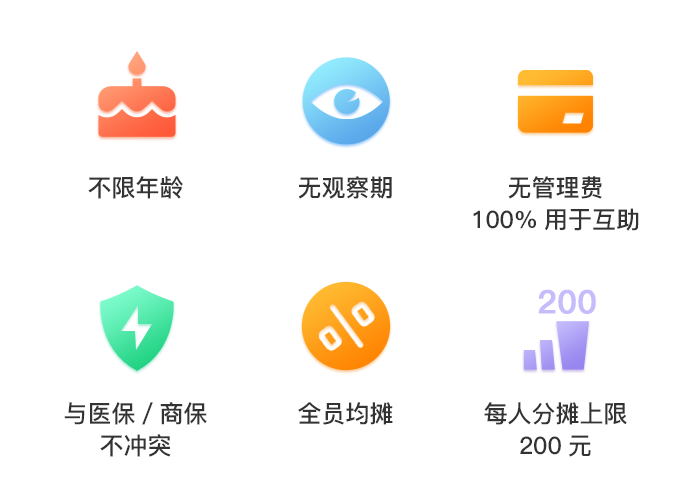 不限年龄
无观察期
无管理费
100% 用于互助
与医保 / 商保
不冲突
全员均摊
200
每人分摊上限
200 元